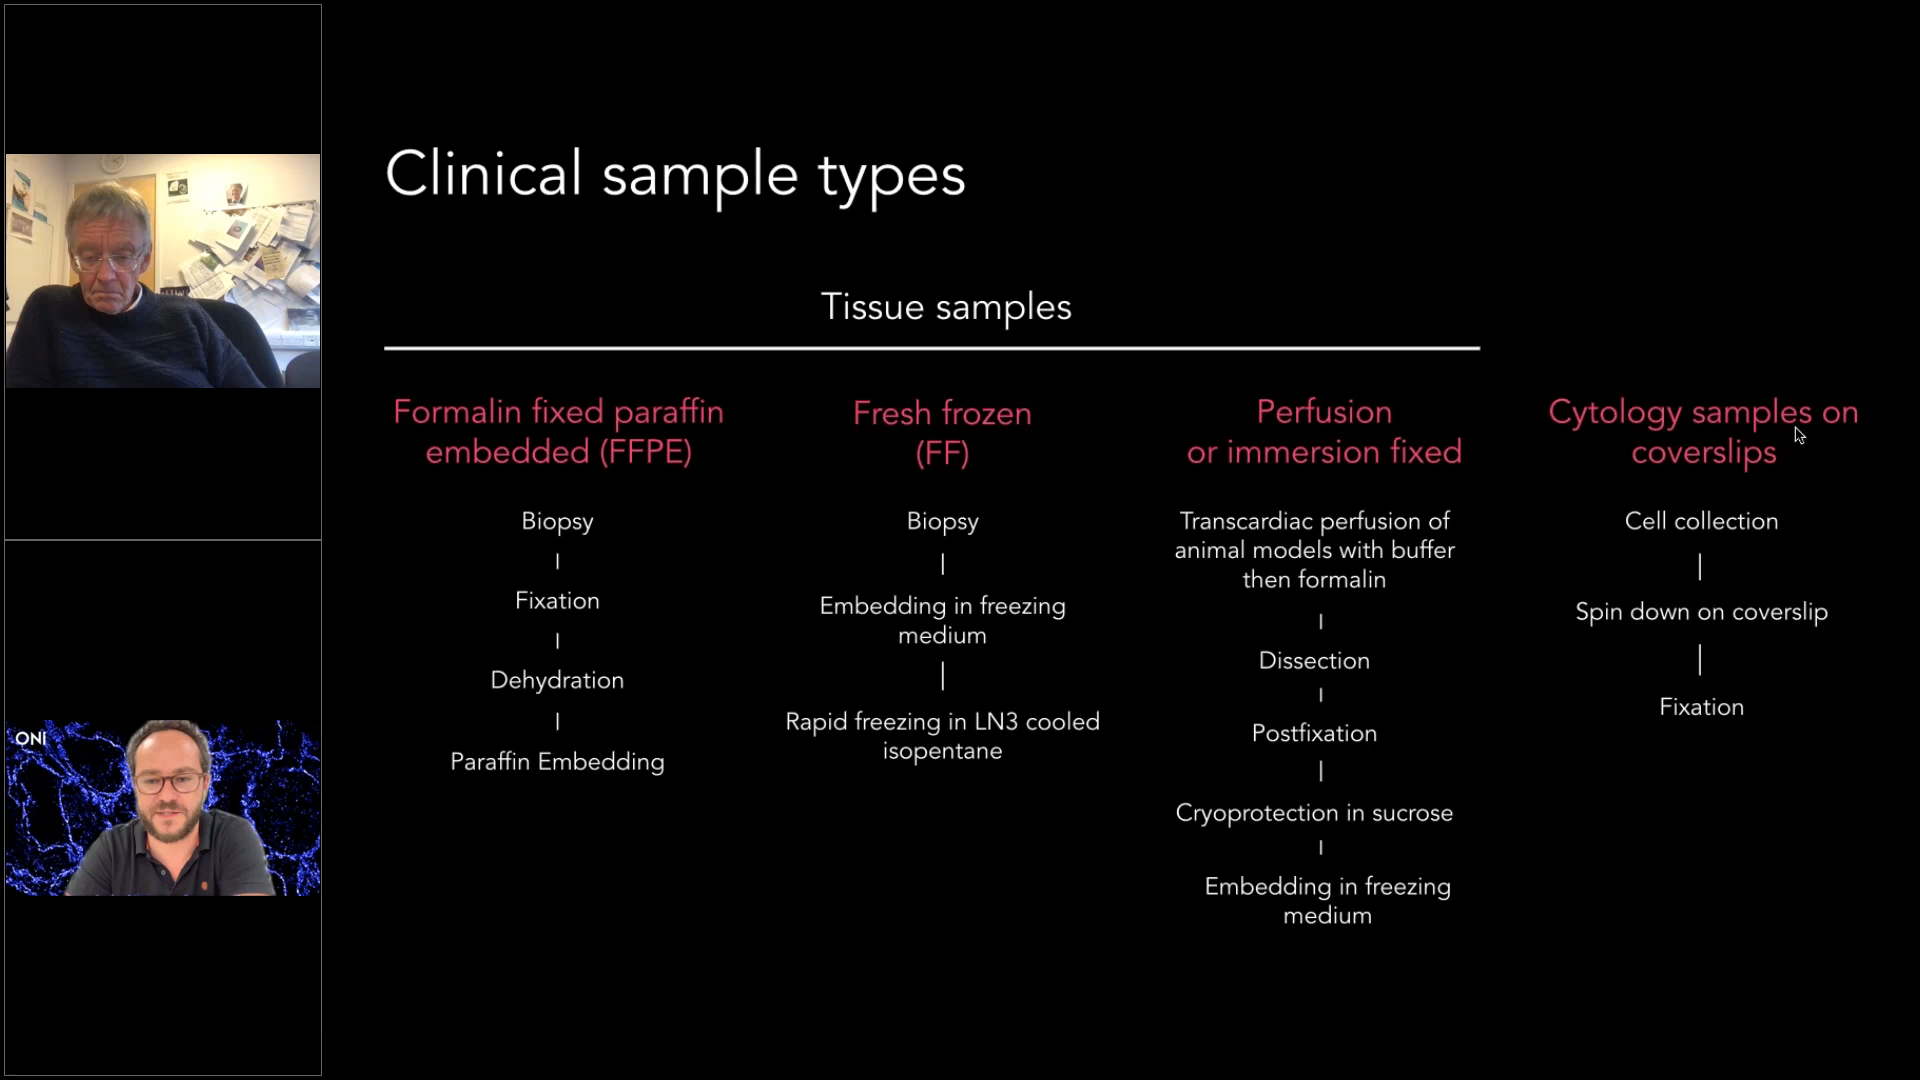 Clinical sample types
Tissue samples
Formalin fixed paraffin
embedded (FFPE)
Biopsy
Fixation
Dehydration
Paraffin Embedding
Fresh frozen
(FF)
Biopsy
Embedding in freezing
medium
Rapid freezing in LN3 cooled
isopentane
Perfusion
or immersion fixed
Transcardiac perfusion of
animal models with buffer
then formalin
Dissection
Postfixation
Cryoprotection in sucrose
Embedding in freezing
medium
Cytology samples on
coverslips
Cell collection
Spin down on coverslip
Fixation
ONI